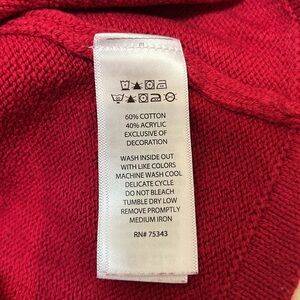 60% COTTON
40% ACRYLIC
EXCLUSIVE OF
DECORATION
WASH INSIDE OUT
WITH LIKE COLORS
MACHINE WASH COOL
DELICATE CYCLE
DO NOT BLEACH
TUMBLE DRY LOW
REMOVE PROMPTLY
MEDIUM IRON
RN# 75343